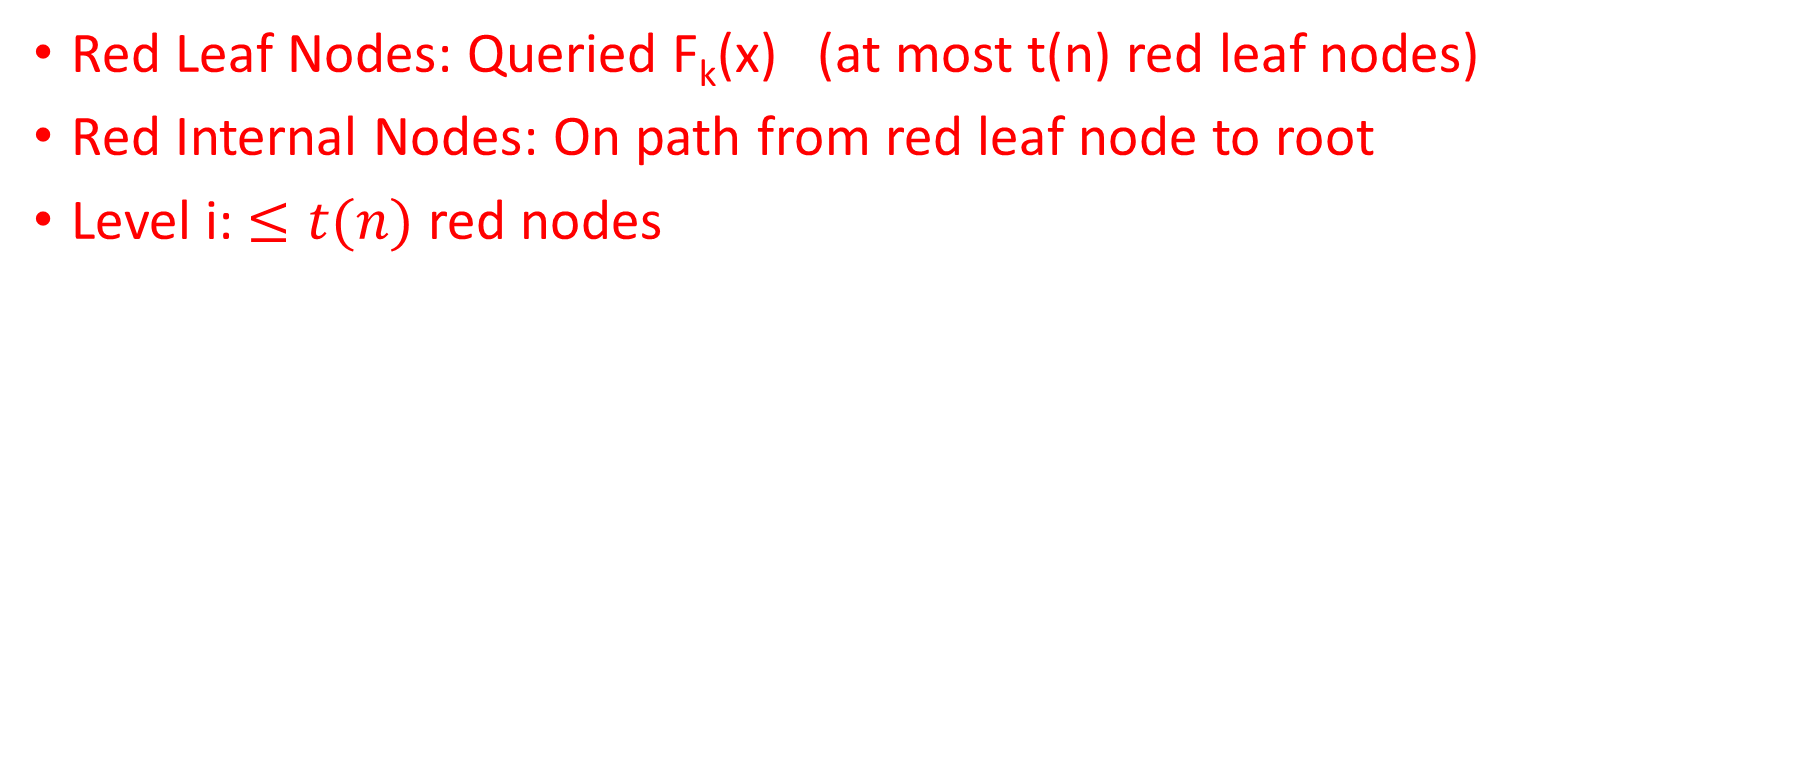 • Red Leaf Nodes: Queried Fₖ(x) (at most t(n) red leaf nodes)
• Red Internal Nodes: On path from red leaf node to root
• Level i: ≤ 𝑡(𝑛) red nodes